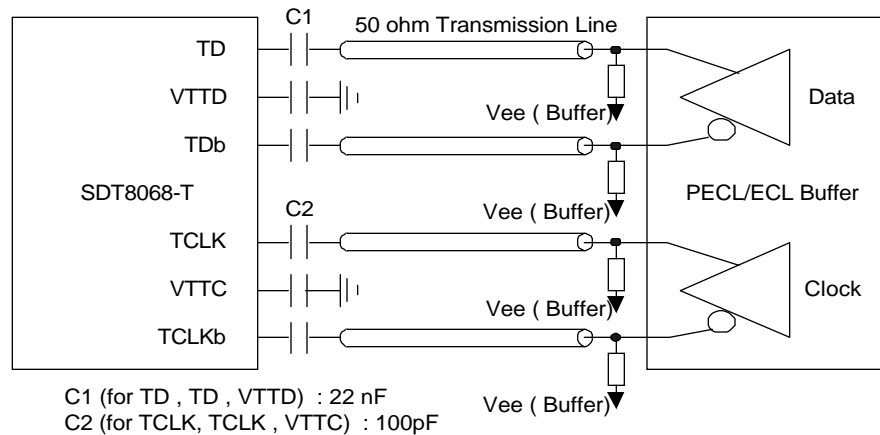 C1
50 ohm Transmission Line
TD
VTTD
Vee ( Buffer)
Data
TDb
SDT8068-T
C2
Vee ( Buffer)
PECL/ECL Buffer
TCLK
VTTC
Vee ( Buffer)
Clock
TCLKb
C1 (for TD , TD , VTTD) : 22 nF
Vee ( Buffer)
C2 (for TCLK, TCLK , VTTC) : 100pF